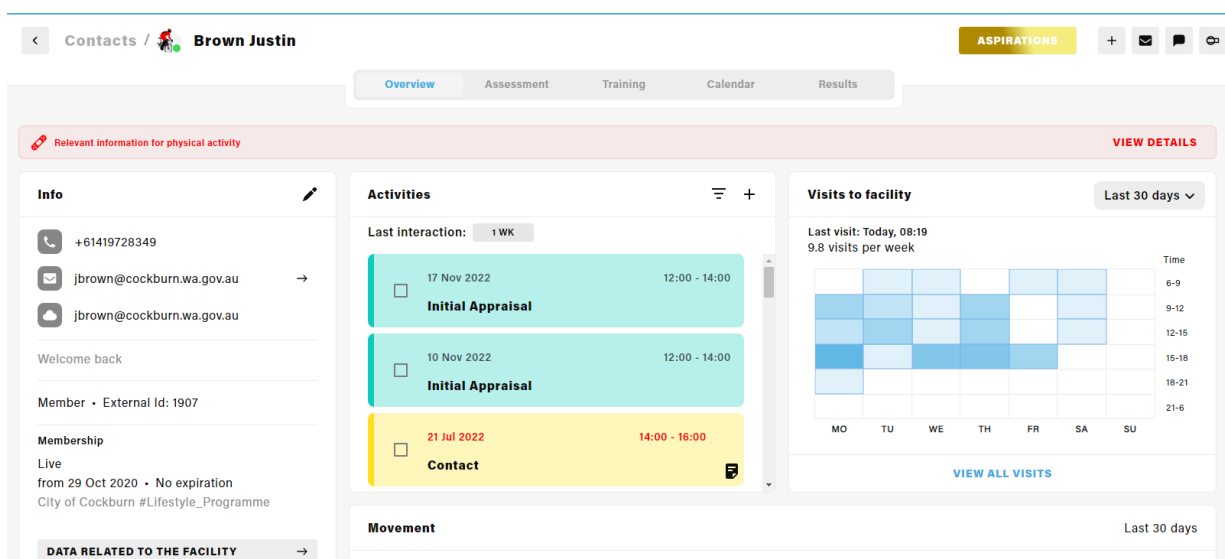 Contacts / Brown Justin
ASPIRATIONS
Overview Assessment Training Calendar Results
Relevant information for physical activity
VIEW DETAILS
Info
+61419728349
jbrown@cockburn.wa.gov.au
jbrown@cockburn.wa.gov.au
Welcome back
Member • External Id: 1907
Membership
Live
from 29 Oct 2020 • No expiration
City of Cockburn #Lifestyle_Programme
DATA RELATED TO THE FACILITY
Activities
Last interaction: 1 WK
17 Nov 2022 12:00 - 14:00
Initial Appraisal
10 Nov 2022 12:00 - 14:00
Initial Appraisal
21 Jul 2022 14:00 - 16:00
Contact
Visits to facility
Last 30 days
Last visit: Today, 08:19
9.8 visits per week
Time
6-9
9-12
12-15
15-18
18-21
21-6
MO TU WE TH FR SA SU
VIEW ALL VISITS
Movement Last 30 days